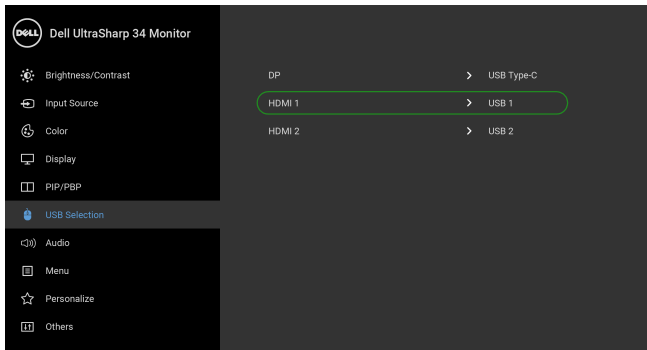 DELL Dell UltraSharp 34 Monitor
Brightness/Contrast
Input Source
Color
Display
PIP/PBP
USB Selection
Audio
Menu
Personalize
Others
DP > USB Type-C
HDMI 1 > USB 1
HDMI 2 > USB 2